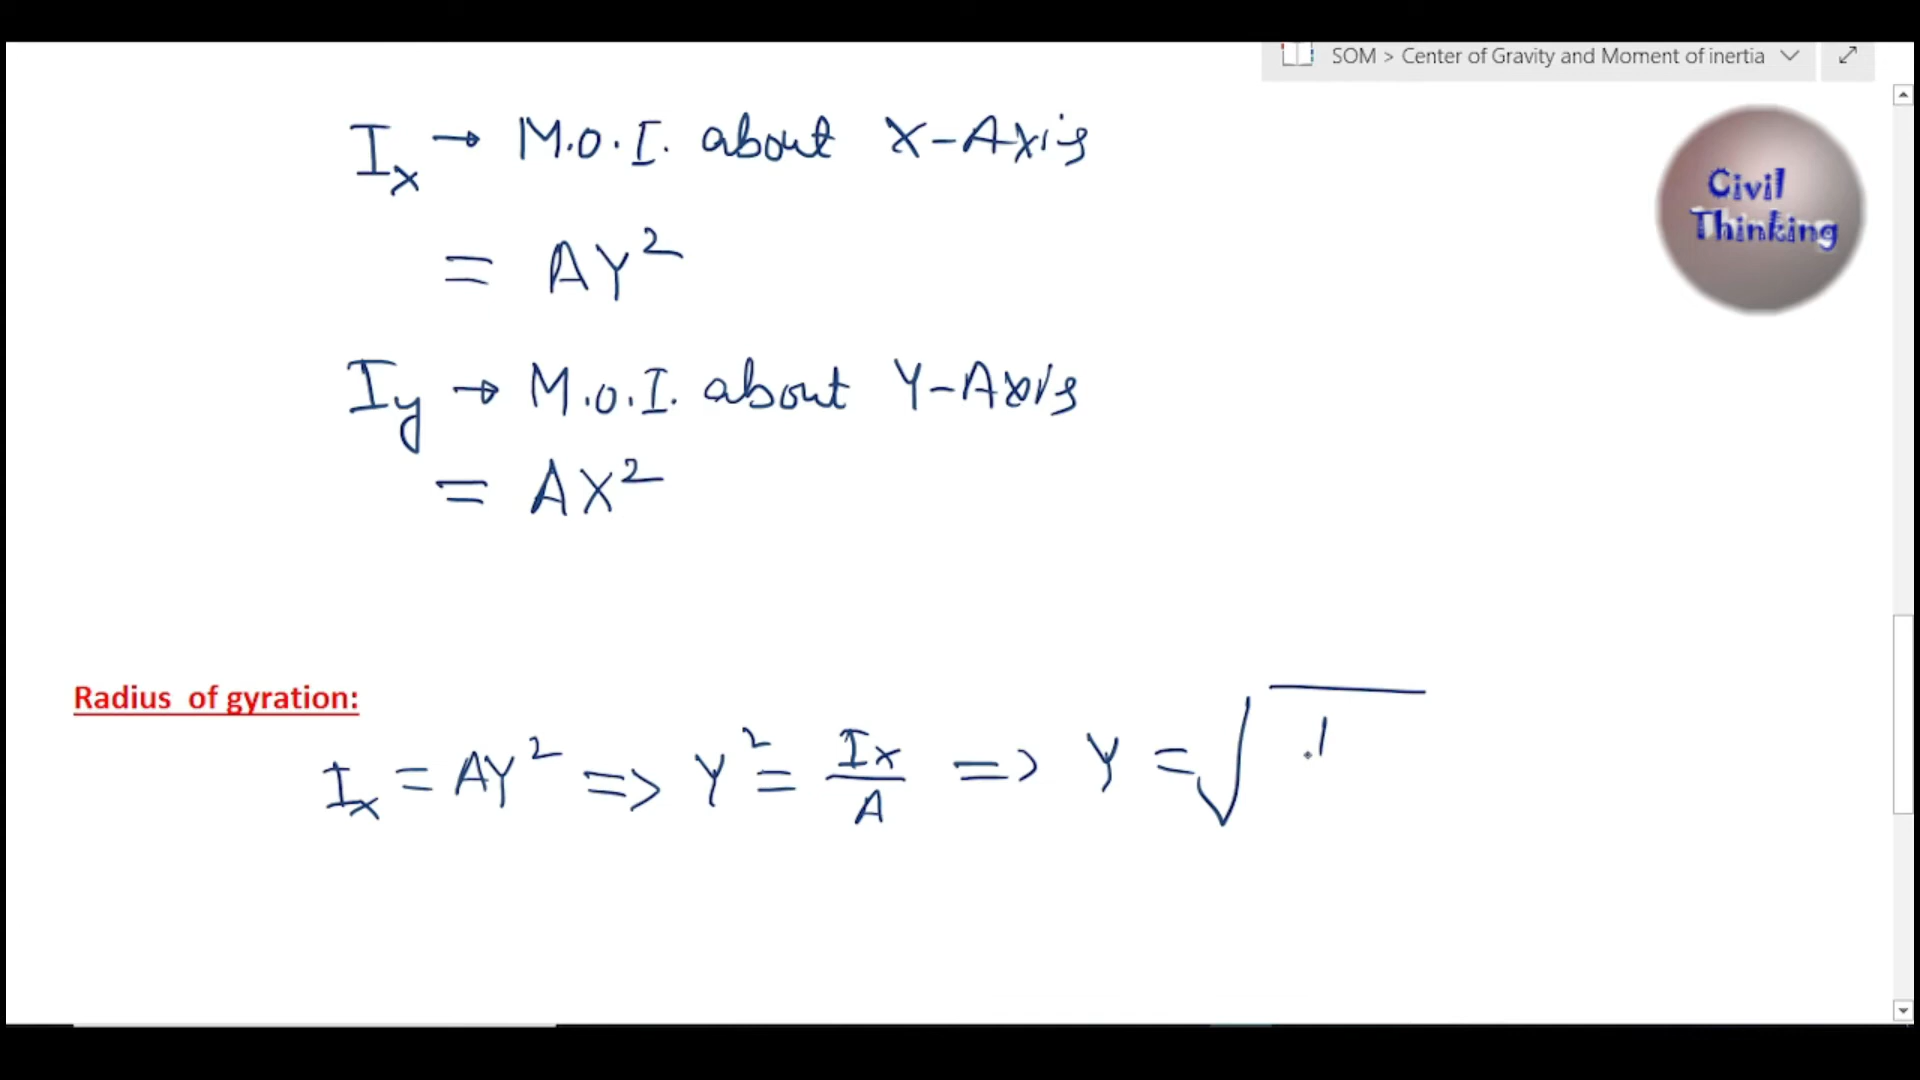 SOM > Center of Gravity and Moment of inertia
Civil
Thinking
Ix → M.O.I. about X-Axis
= AY²
Iy → M.O.I. about Y-Axis
= AX²
Radius of gyration:
Ix = AY² => Y² = Ix/A => Y = √